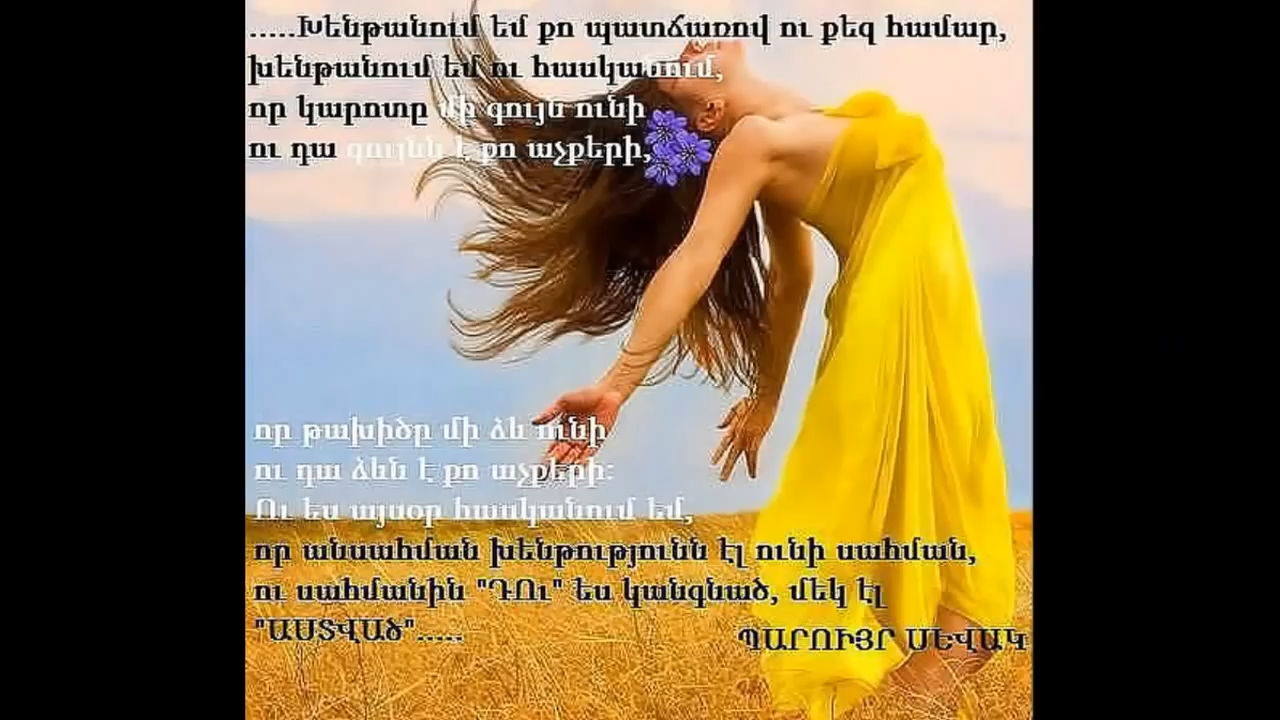 .....Խենթանում եմ քո պատճառով ու քեզ համար,
խենթանում եմ ու հասկանում,
որ կարոտը մի գույն ունի
ու դա գույնն է քո աչքերի,
որ թախիծը մի ձև ունի
ու դա ձևն է քո աչքերի:
Ու ես այսօր հասկանում եմ,
որ անսահման խենթությունն էլ ունի սահման,
ու սահմանին "ԴՈւ" ես կանգնած, մեկ էլ
"ԱՍՏՎԱԾ".....
ՊԱՐՈՒՅՐ ՍԵՎԱԿ